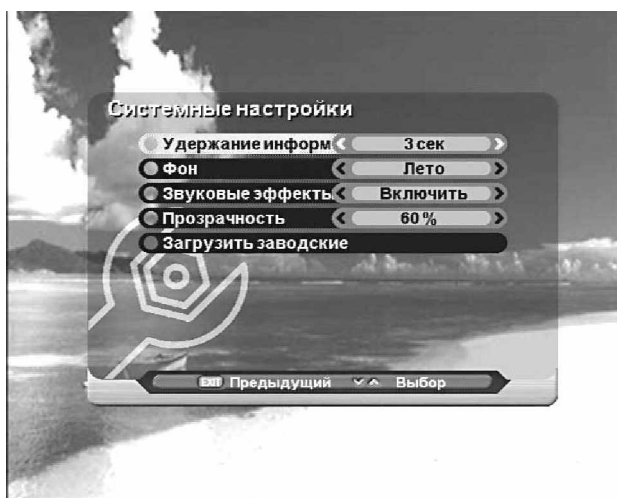 Системные настройки
Удержание информ 3 сек
Фон Лето
Звуковые эффекты Включить
Прозрачность 60 %
Загрузить заводские
EXIT Предыдущий Выбор